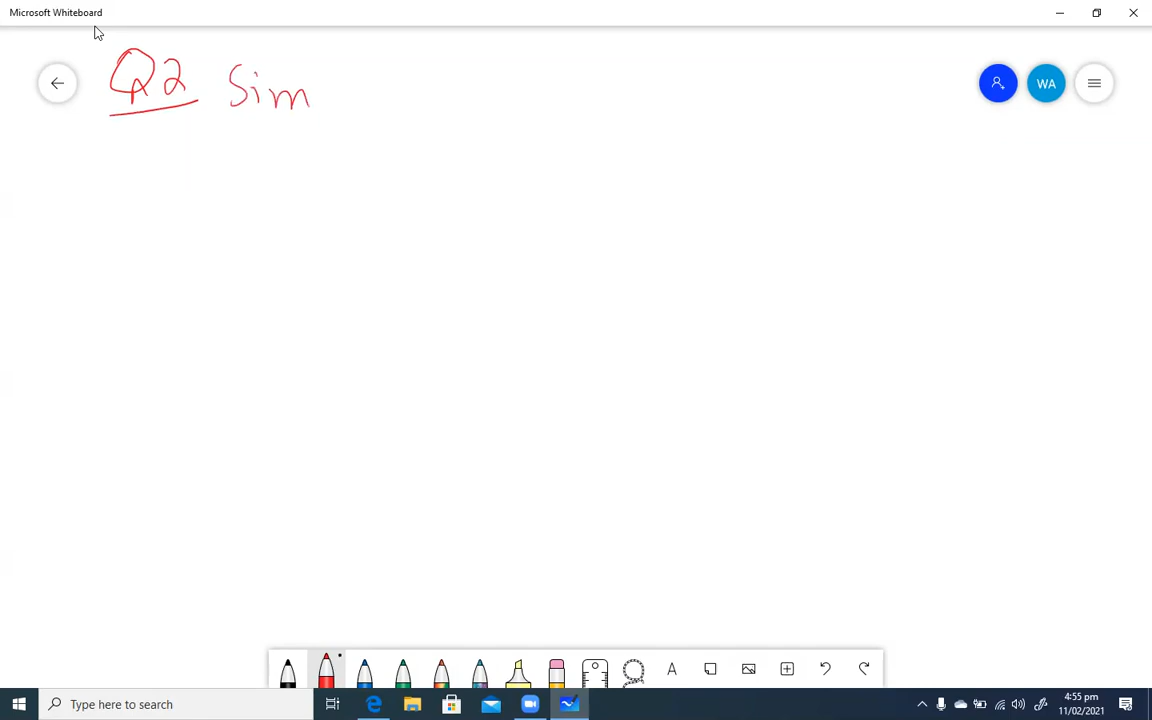 Microsoft Whiteboard
Q2 Sim
WA
A
Type here to search
4:55 pm
11/02/2021